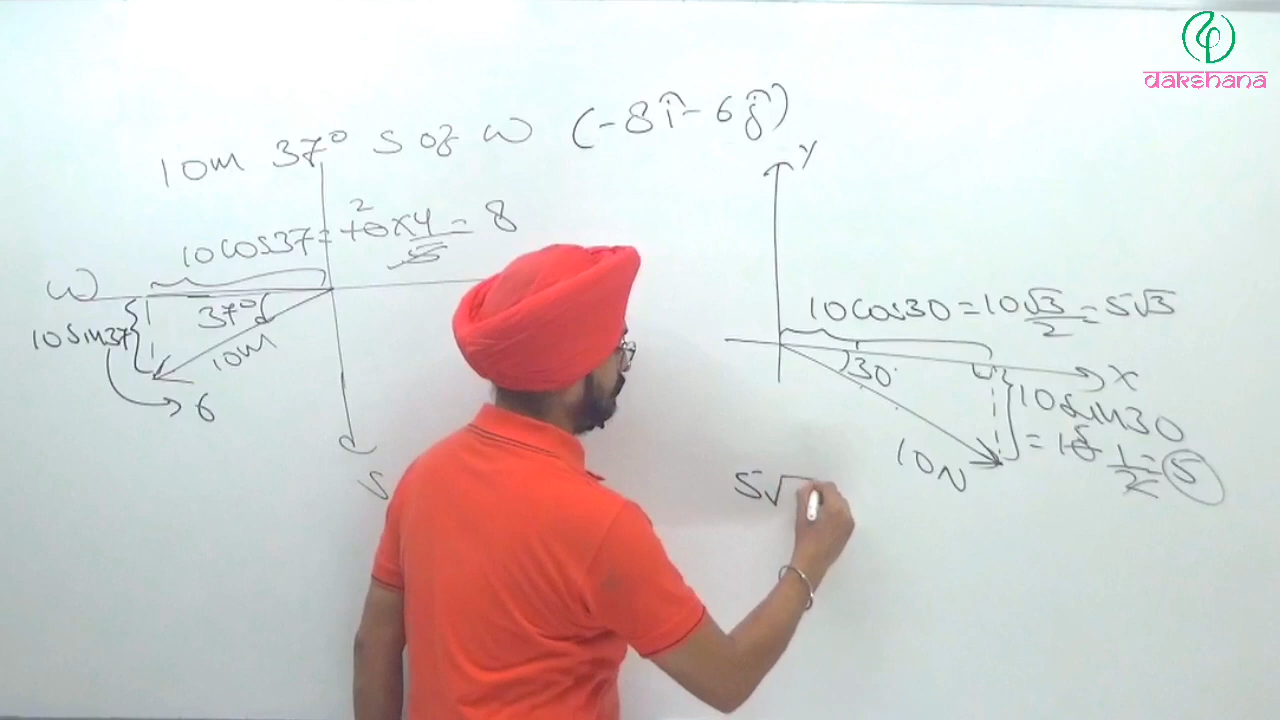 dakshana
10m 37° S of W (-8î-6ĵ)
10cos37 = 10×4/5 = 8
2
W
37°
10sin37
10m
6
S
Y
10cos30 = 10√3/2 = 5√3
30
X
10sin30
= 10 1/2 = 5
10N
5√